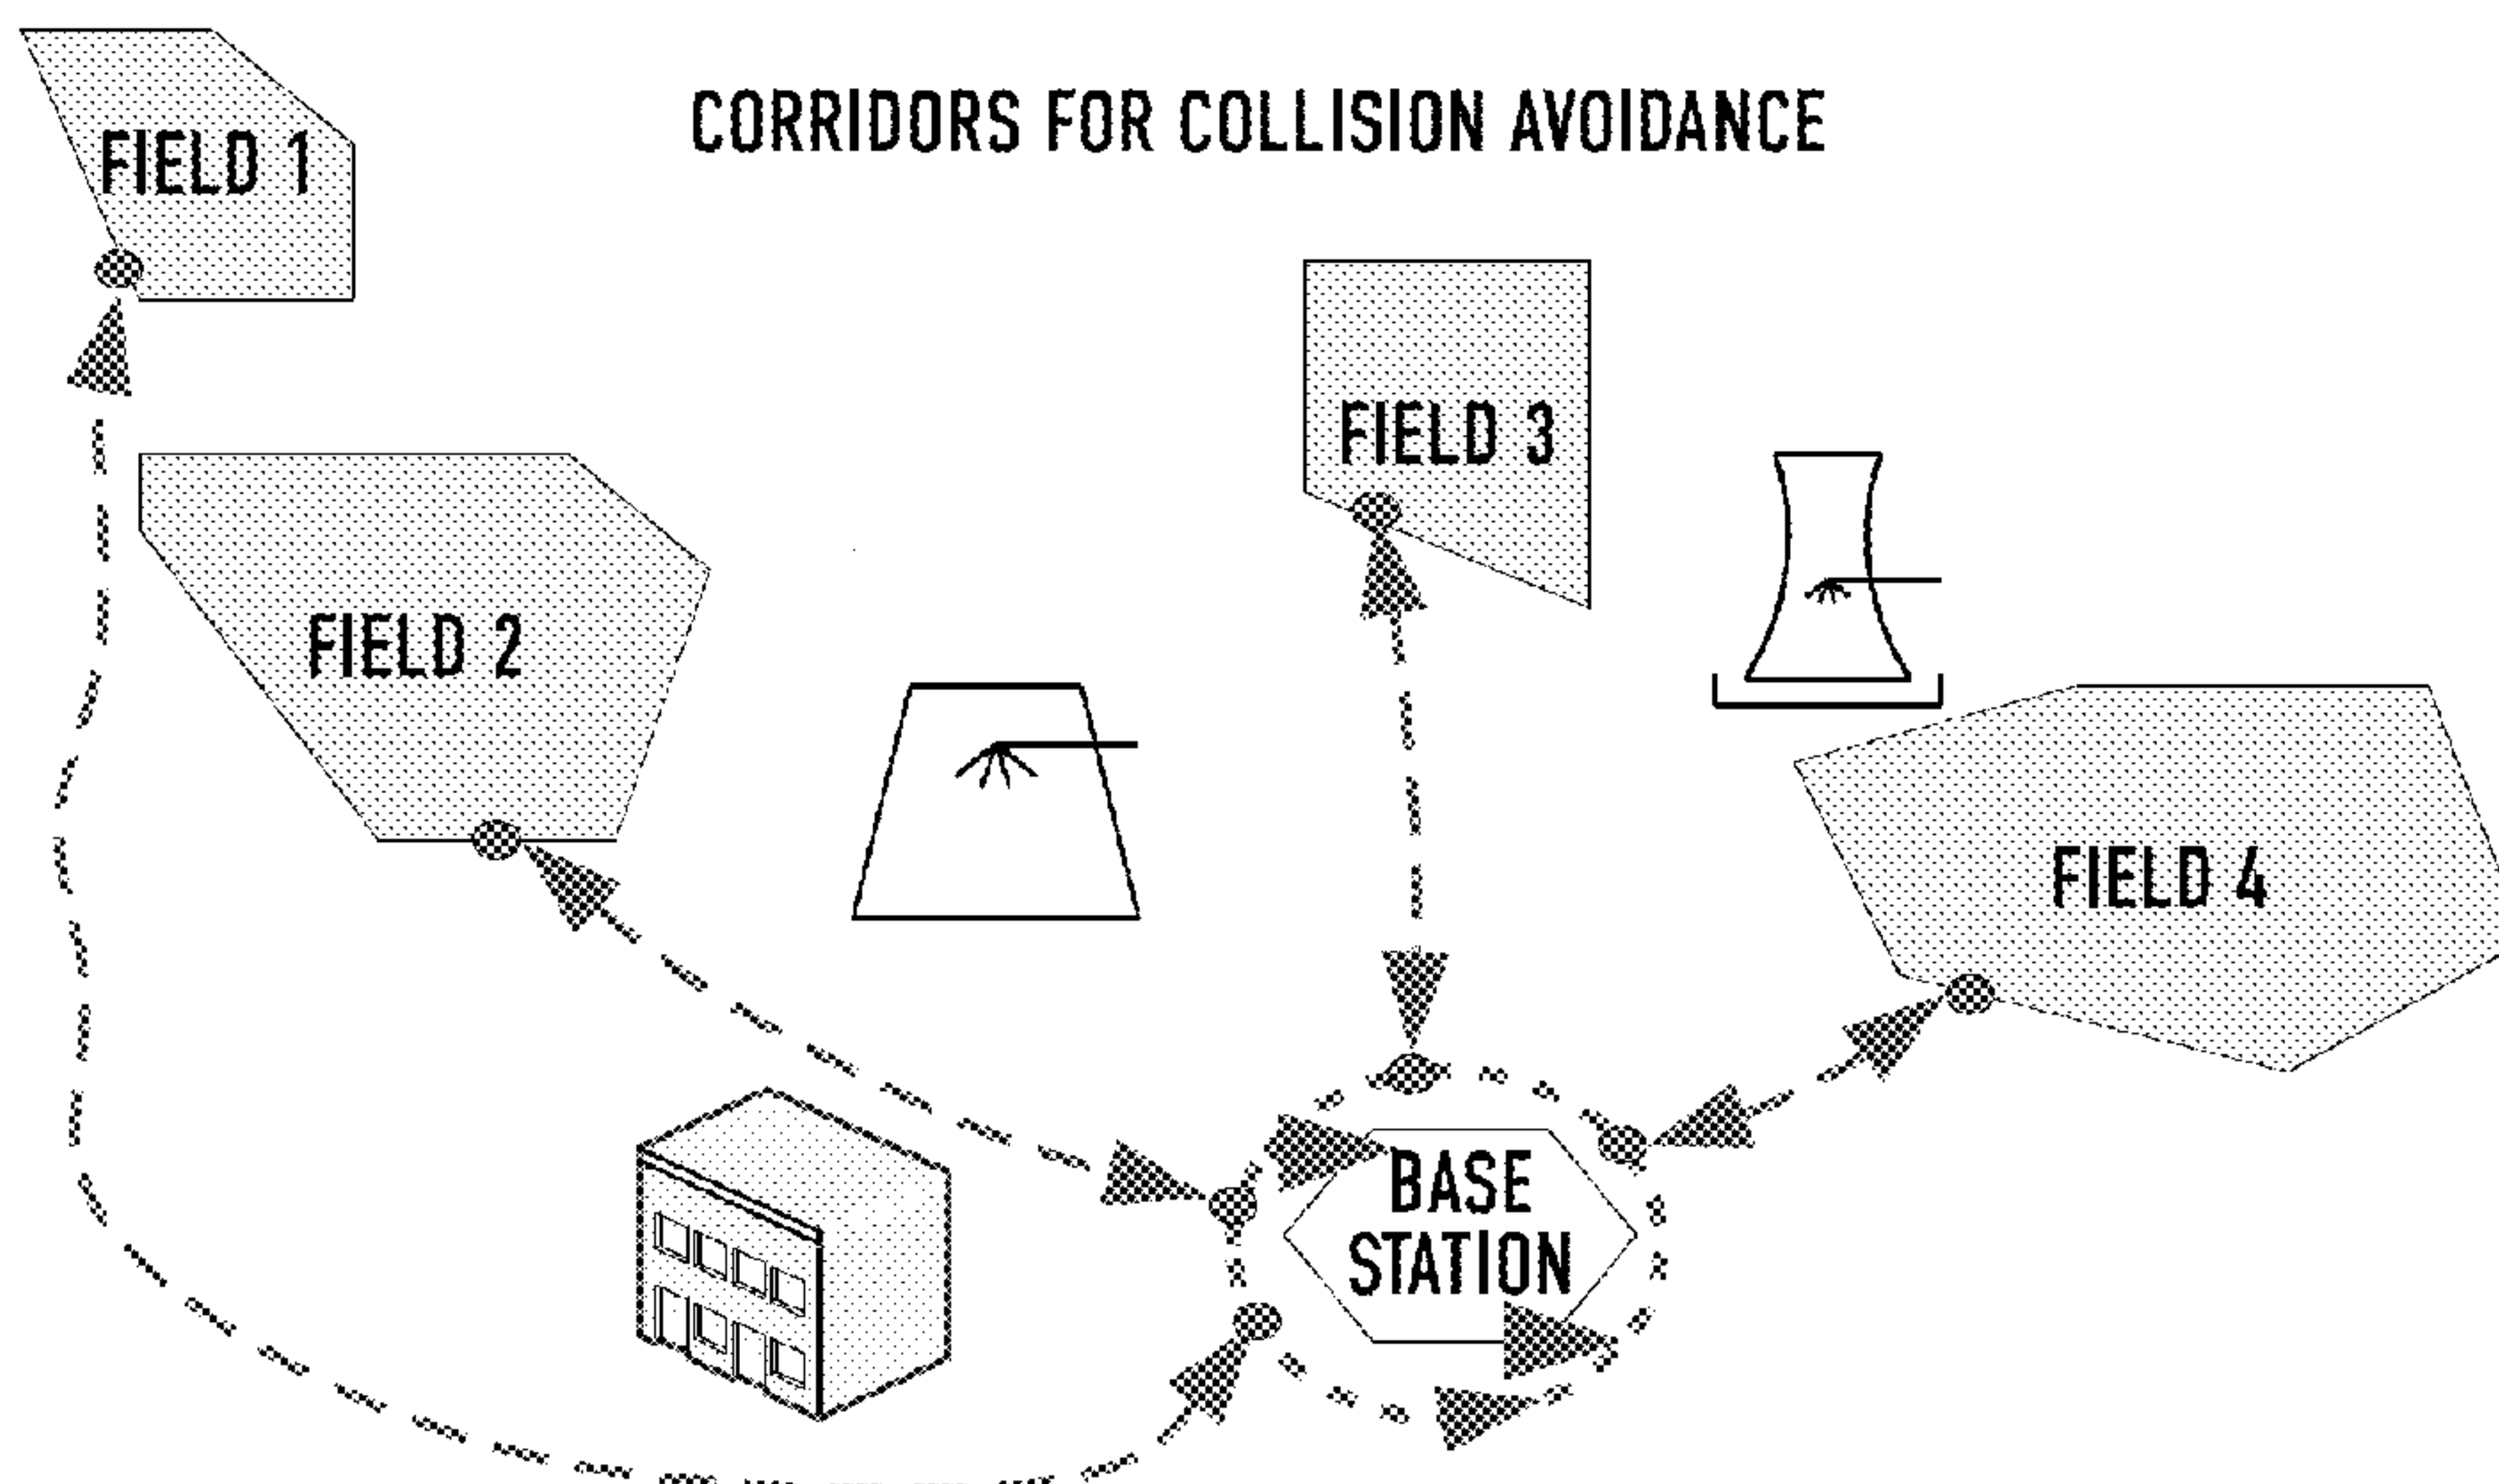 CORRIDORS FOR COLLISION AVOIDANCE
FIELD 1
FIELD 3
FIELD 2
FIELD 4
BASE
STATION